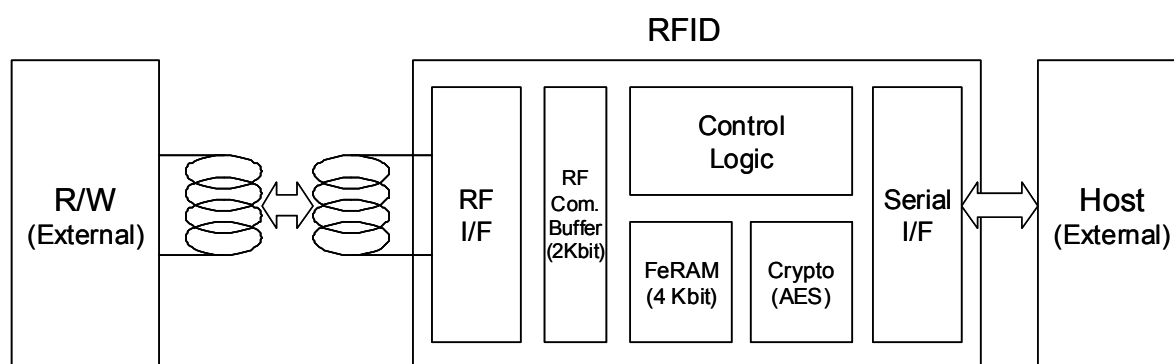 RFID
R/W
(External)
RF
I/F
RF
Com.
Buffer
(2Kbit)
Control
Logic
FeRAM
(4 Kbit)
Crypto
(AES)
Serial
I/F
Host
(External)